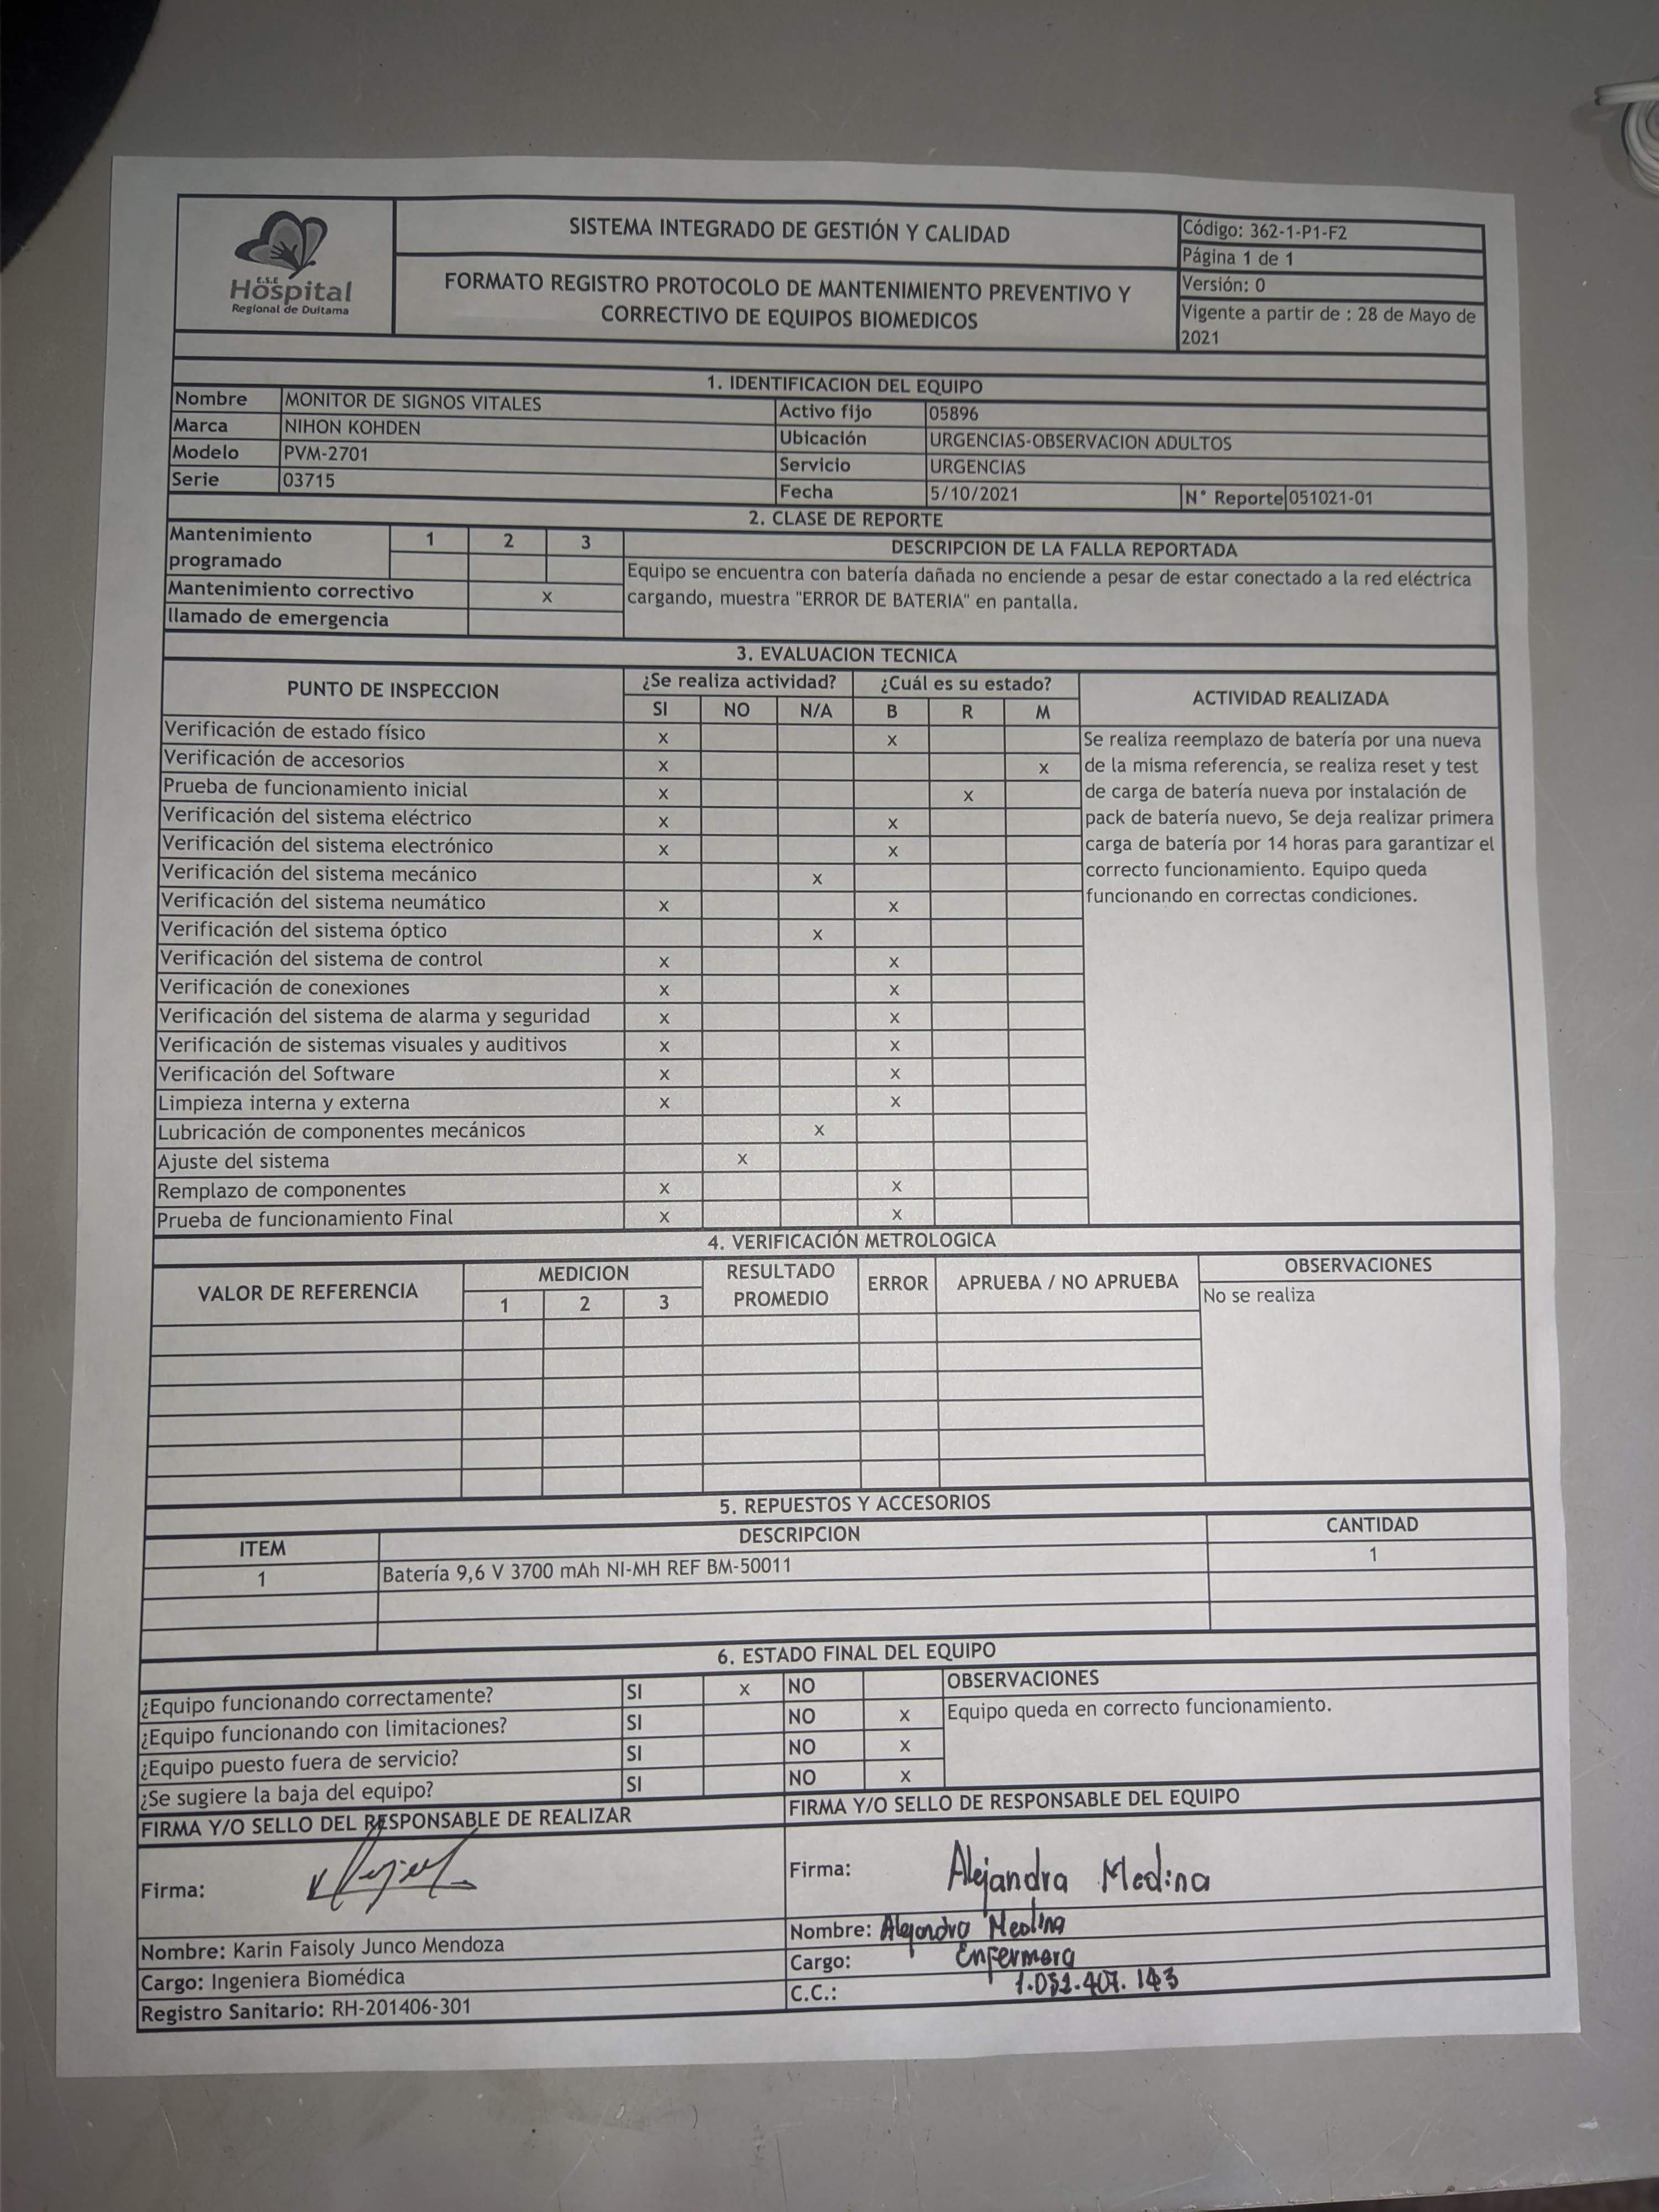 E.S.E
Hospital
Regional de Duitama
SISTEMA INTEGRADO DE GESTIÓN Y CALIDAD
FORMATO REGISTRO PROTOCOLO DE MANTENIMIENTO PREVENTIVO Y
CORRECTIVO DE EQUIPOS BIOMEDICOS
Código: 362-1-P1-F2
Página 1 de 1
Versión: 0
Vigente a partir de : 28 de Mayo de
2021
1. IDENTIFICACION DEL EQUIPO
Nombre MONITOR DE SIGNOS VITALES Activo fijo 05896
Marca NIHON KOHDEN Ubicación URGENCIAS-OBSERVACION ADULTOS
Modelo PVM-2701 Servicio URGENCIAS
Serie 03715 Fecha 5/10/2021 N° Reporte 051021-01
2. CLASE DE REPORTE
Mantenimiento
programado
1 2 3
Mantenimiento correctivo x
llamado de emergencia
DESCRIPCION DE LA FALLA REPORTADA
Equipo se encuentra con batería dañada no enciende a pesar de estar conectado a la red eléctrica
cargando, muestra "ERROR DE BATERIA" en pantalla.
3. EVALUACION TECNICA
PUNTO DE INSPECCION ¿Se realiza actividad? ¿Cuál es su estado? ACTIVIDAD REALIZADA
SI NO N/A B R M
Verificación de estado físico x x
Verificación de accesorios x x
Prueba de funcionamiento inicial x x
Verificación del sistema eléctrico x x
Verificación del sistema electrónico x x
Verificación del sistema mecánico x
Verificación del sistema neumático x x
Verificación del sistema óptico x
Verificación del sistema de control x x
Verificación de conexiones x x
Verificación del sistema de alarma y seguridad x x
Verificación de sistemas visuales y auditivos x x
Verificación del Software x x
Limpieza interna y externa x x
Lubricación de componentes mecánicos x
Ajuste del sistema x
Remplazo de componentes x x
Prueba de funcionamiento Final x x
Se realiza reemplazo de batería por una nueva
de la misma referencia, se realiza reset y test
de carga de batería nueva por instalación de
pack de batería nuevo, Se deja realizar primera
carga de batería por 14 horas para garantizar el
correcto funcionamiento. Equipo queda
funcionando en correctas condiciones.
4. VERIFICACIÓN METROLOGICA
VALOR DE REFERENCIA MEDICION RESULTADO PROMEDIO ERROR APRUEBA / NO APRUEBA OBSERVACIONES
1 2 3
No se realiza
5. REPUESTOS Y ACCESORIOS
ITEM DESCRIPCION CANTIDAD
1 Batería 9,6 V 3700 mAh NI-MH REF BM-50011 1
6. ESTADO FINAL DEL EQUIPO
¿Equipo funcionando correctamente? SI x NO
¿Equipo funcionando con limitaciones? SI NO x
¿Equipo puesto fuera de servicio? SI NO x
¿Se sugiere la baja del equipo? SI NO x
OBSERVACIONES
Equipo queda en correcto funcionamiento.
FIRMA Y/O SELLO DEL RESPONSABLE DE REALIZAR
Firma:
Nombre: Karin Faisoly Junco Mendoza
Cargo: Ingeniera Biomédica
Registro Sanitario: RH-201406-301
FIRMA Y/O SELLO DE RESPONSABLE DEL EQUIPO
Firma: Alejandra Medina
Nombre: Alejandra Medina
Cargo: Enfermera
C.C.: